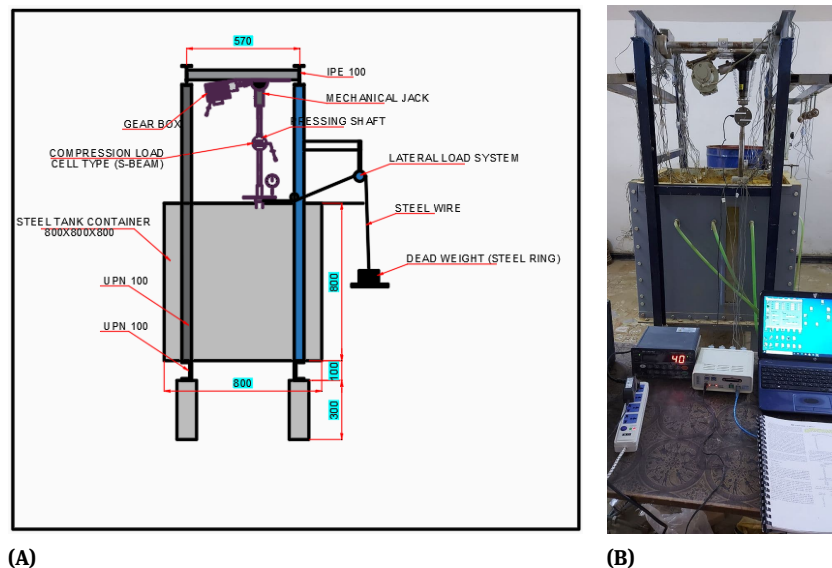 570
IPE 100
MECHANICAL JACK
GEAR BOX
PRESSING SHAFT
COMPRESSION LOAD
CELL TYPE (S-BEAM)
LATERAL LOAD SYSTEM
STEEL TANK CONTAINER
800X800X800
STEEL WIRE
DEAD WEIGHT (STEEL RING)
UPN 100
800
UPN 100
100
800
300
40
(A)
(B)